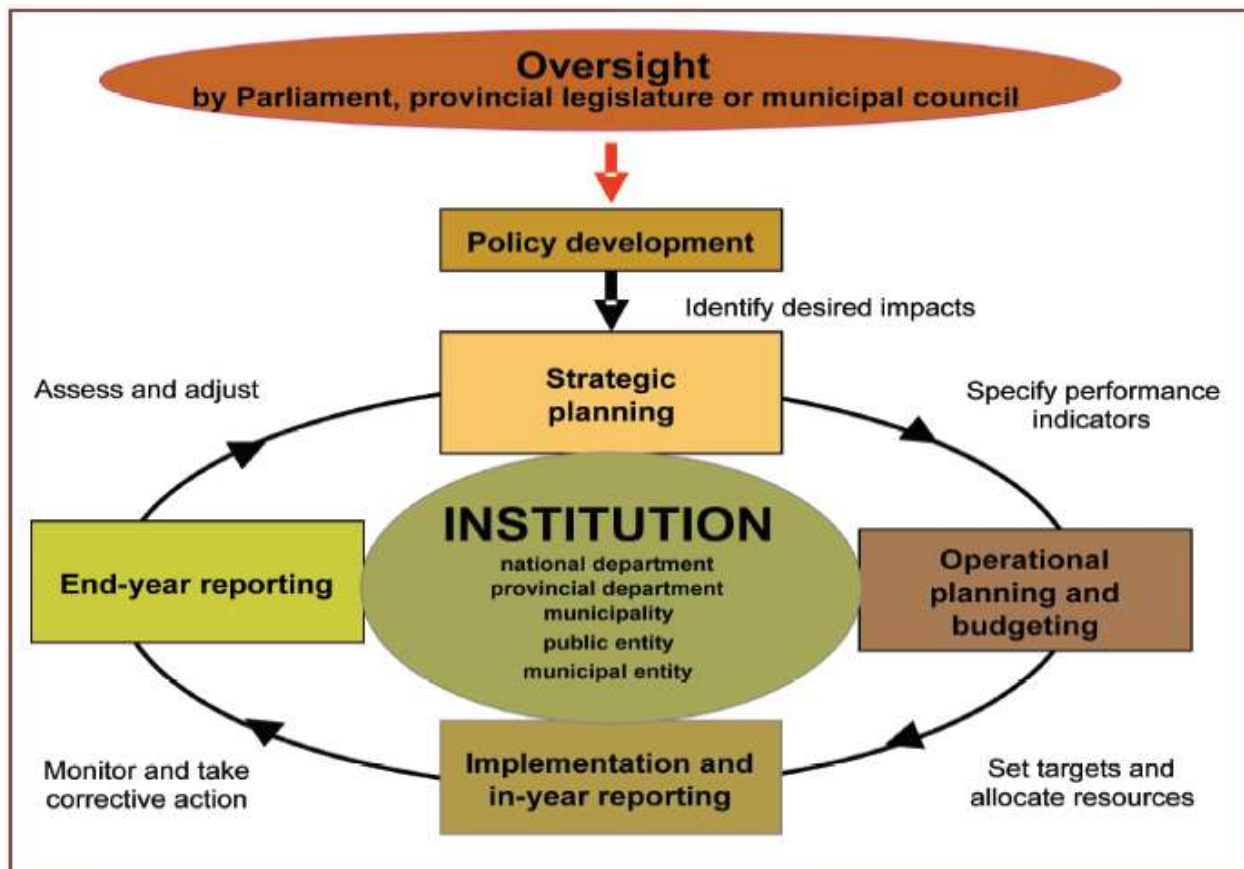 Oversight
by Parliament, provincial legislature or municipal council
Policy development
Identify desired impacts
Strategic
planning
Assess and adjust
Specify performance
indicators
INSTITUTION
national department
provincial department
municipality
public entity
municipal entity
End-year reporting
Operational
planning and
budgeting
Implementation and
in-year reporting
Monitor and take
corrective action
Set targets and
allocate resources